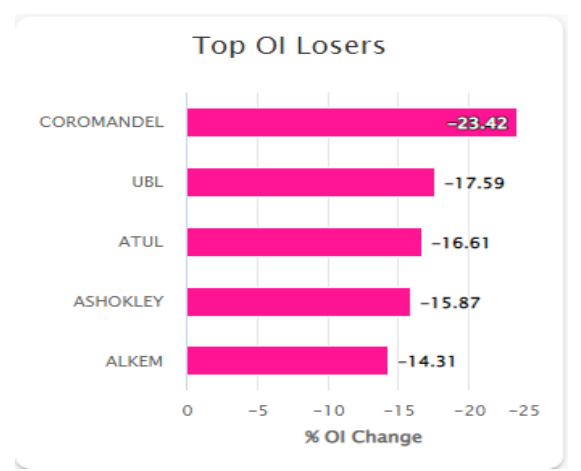 Top OI Losers
COROMANDEL −23.42
UBL −17.59
ATUL −16.61
ASHOKLEY −15.87
ALKEM −14.31
0 −5 −10 −15 −20 −25
% OI Change